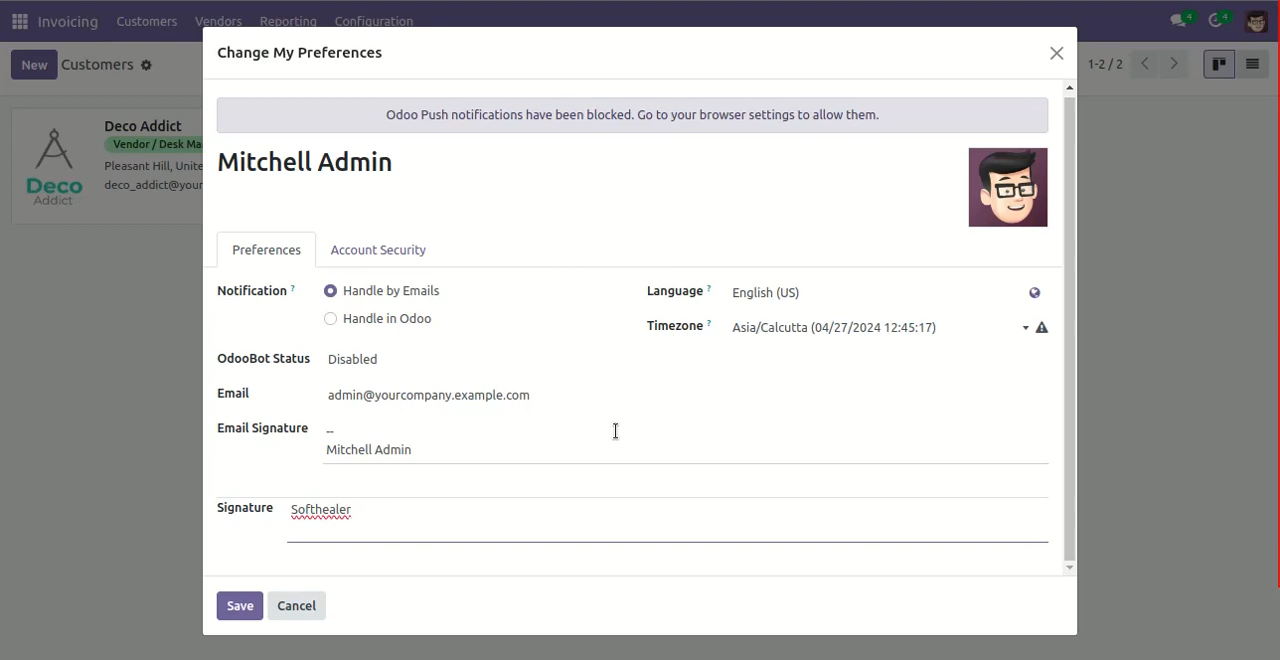 Invoicing Customers Vendors Reporting Configuration 4 4
New Customers 1-2 / 2
Change My Preferences
Odoo Push notifications have been blocked. Go to your browser settings to allow them.
Deco Addict
Vendor / Desk Ma
Pleasant Hill, Unite
deco_addict@your
Deco
Addict
Mitchell Admin
Preferences Account Security
Notification ? Handle by Emails
Handle in Odoo
Language ? English (US)
Timezone ? Asia/Calcutta (04/27/2024 12:45:17)
OdooBot Status Disabled
Email admin@yourcompany.example.com
Email Signature --
Mitchell Admin
Signature Softhealer
Save Cancel